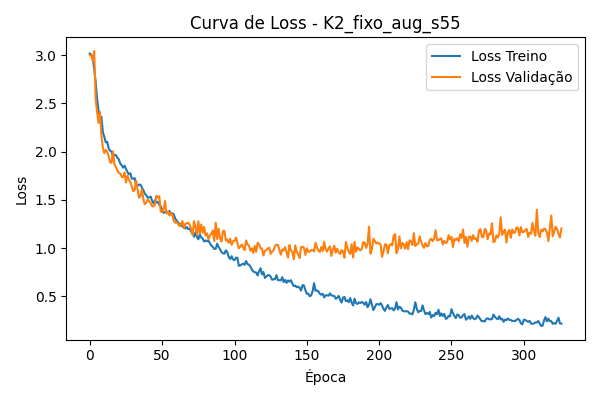 Curva de Loss - K2_fixo_aug_s55
Loss Treino
Loss Validação
3.0
2.5
2.0
1.5
1.0
0.5
Loss
0 50 100 150 200 250 300
Época